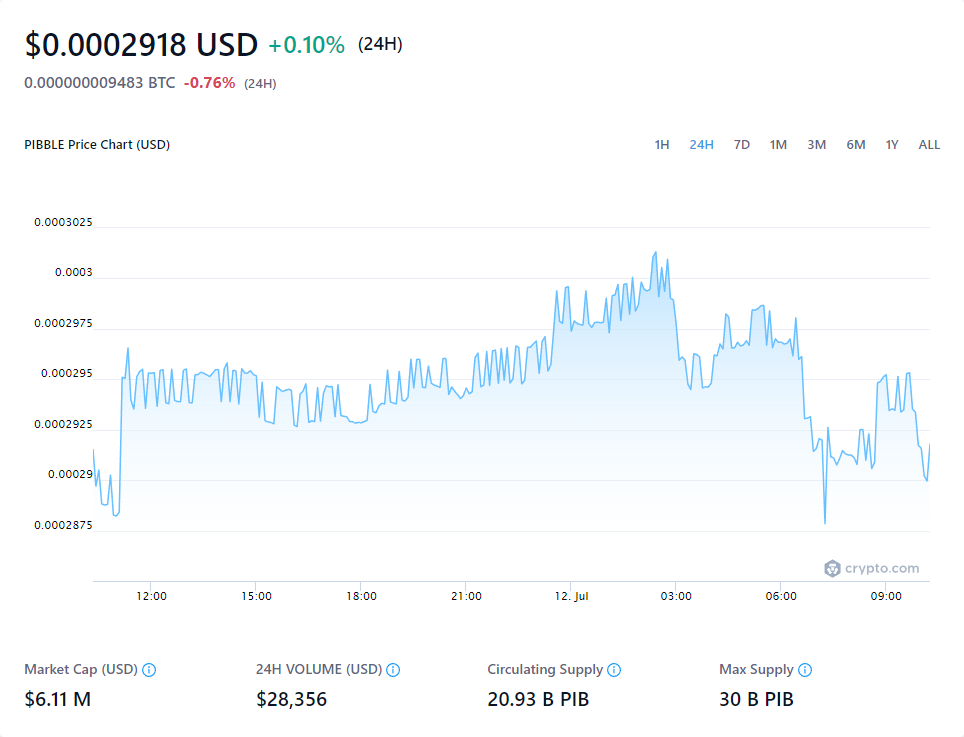 $0.0002918 USD +0.10% (24H)
0.000000009483 BTC -0.76% (24H)
PIBBLE Price Chart (USD) 1H 24H 7D 1M 3M 6M 1Y ALL
0.0003025
0.0003
0.0002975
0.000295
0.0002925
0.00029
0.0002875
crypto.com
12:00 15:00 18:00 21:00 12. Jul 03:00 06:00 09:00
Market Cap (USD) 24H VOLUME (USD) Circulating Supply Max Supply
$6.11 M $28,356 20.93 B PIB 30 B PIB